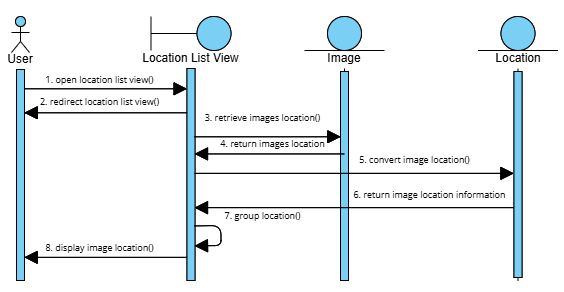 User
Location List View
Image
Location
1. open location list view()
2. redirect location list view()
3. retrieve images location()
4. return images location
5. convert image location()
6. return image location information
7. group location()
8. display image location()